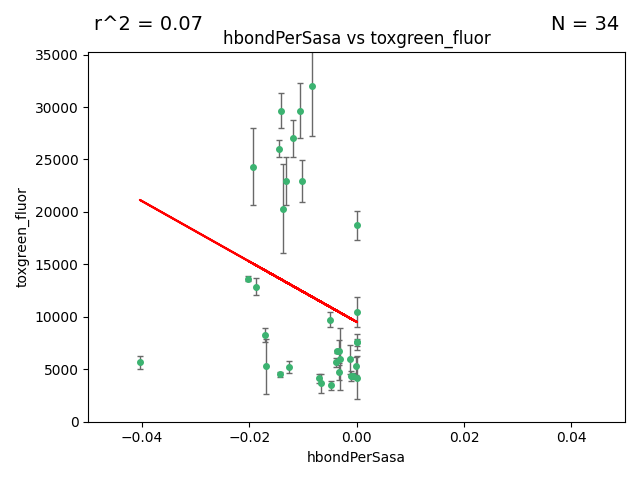 r^2 = 0.07
N = 34
hbondPerSasa vs toxgreen_fluor
toxgreen_fluor
35000
30000
25000
20000
15000
10000
5000
0
−0.04
−0.02
0.00
0.02
0.04
hbondPerSasa